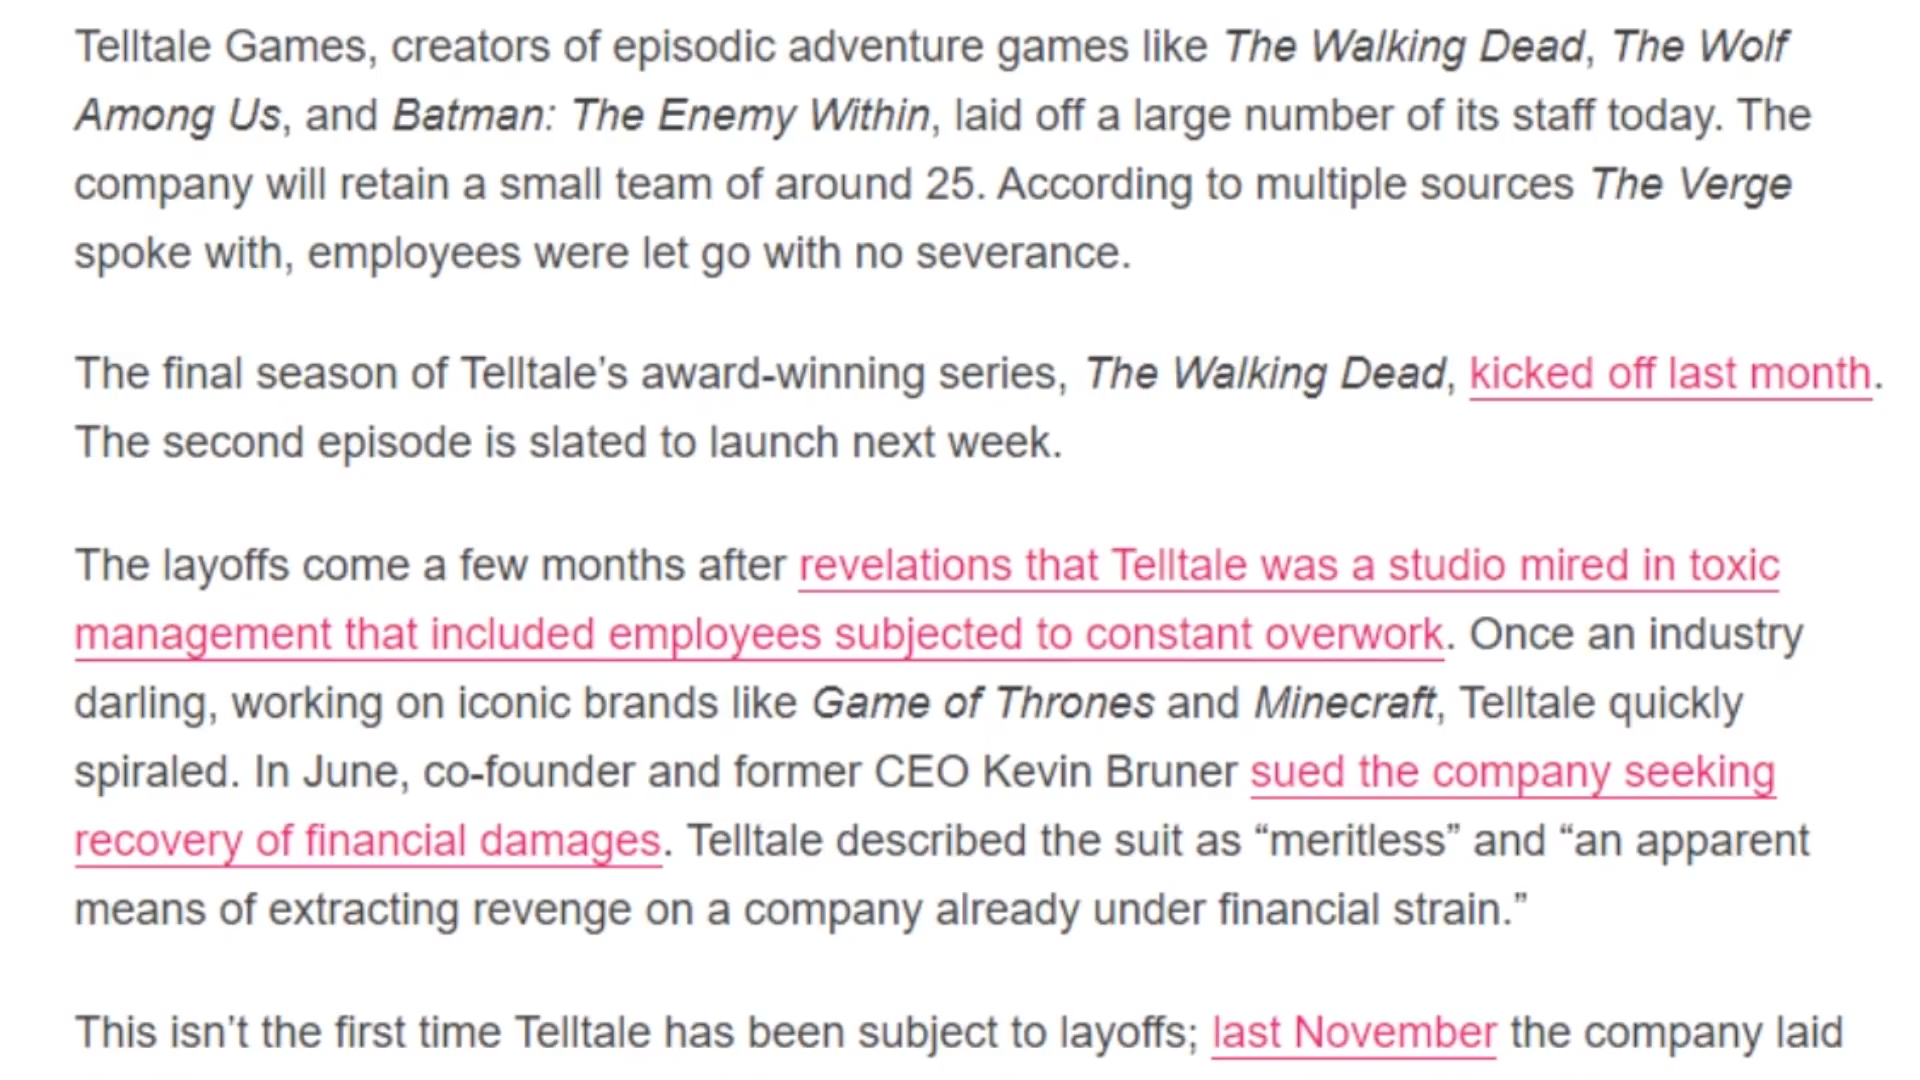 Telltale Games, creators of episodic adventure games like The Walking Dead, The Wolf
Among Us, and Batman: The Enemy Within, laid off a large number of its staff today. The
company will retain a small team of around 25. According to multiple sources The Verge
spoke with, employees were let go with no severance.
The final season of Telltale’s award-winning series, The Walking Dead, kicked off last month.
The second episode is slated to launch next week.
The layoffs come a few months after revelations that Telltale was a studio mired in toxic
management that included employees subjected to constant overwork. Once an industry
darling, working on iconic brands like Game of Thrones and Minecraft, Telltale quickly
spiraled. In June, co-founder and former CEO Kevin Bruner sued the company seeking
recovery of financial damages. Telltale described the suit as “meritless” and “an apparent
means of extracting revenge on a company already under financial strain.”
This isn’t the first time Telltale has been subject to layoffs; last November the company laid